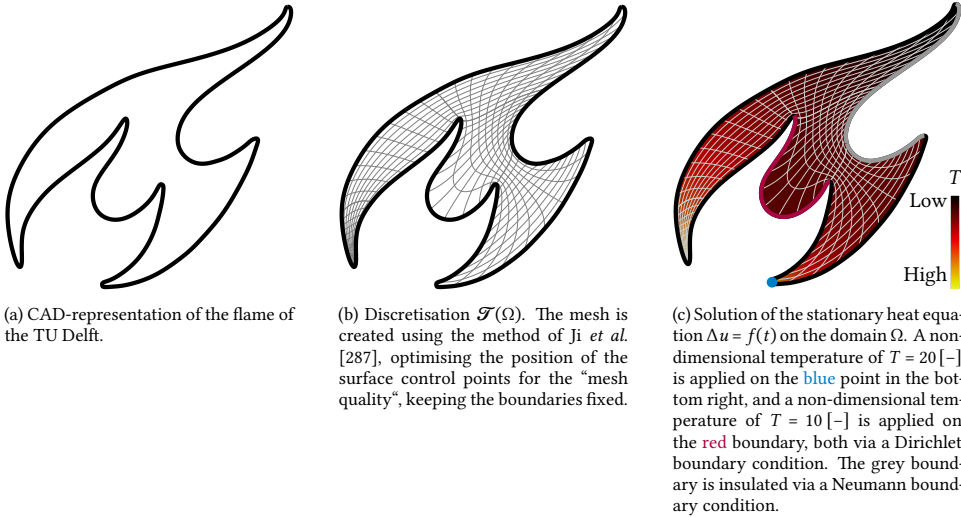 T
Low
High
(a) CAD-representation of the flame of
the TU Delft.
(b) Discretisation 𝒯(Ω). The mesh is
created using the method of Ji et al.
[287], optimising the position of the
surface control points for the “mesh
quality“, keeping the boundaries fixed.
(c) Solution of the stationary heat equa-
tion Δu = f(t) on the domain Ω. A non-
dimensional temperature of T = 20 [−]
is applied on the blue point in the bot-
tom right, and a non-dimensional tem-
perature of T = 10 [−] is applied on
the red boundary, both via a Dirichlet
boundary condition. The grey bound-
ary is insulated via a Neumann bound-
ary condition.